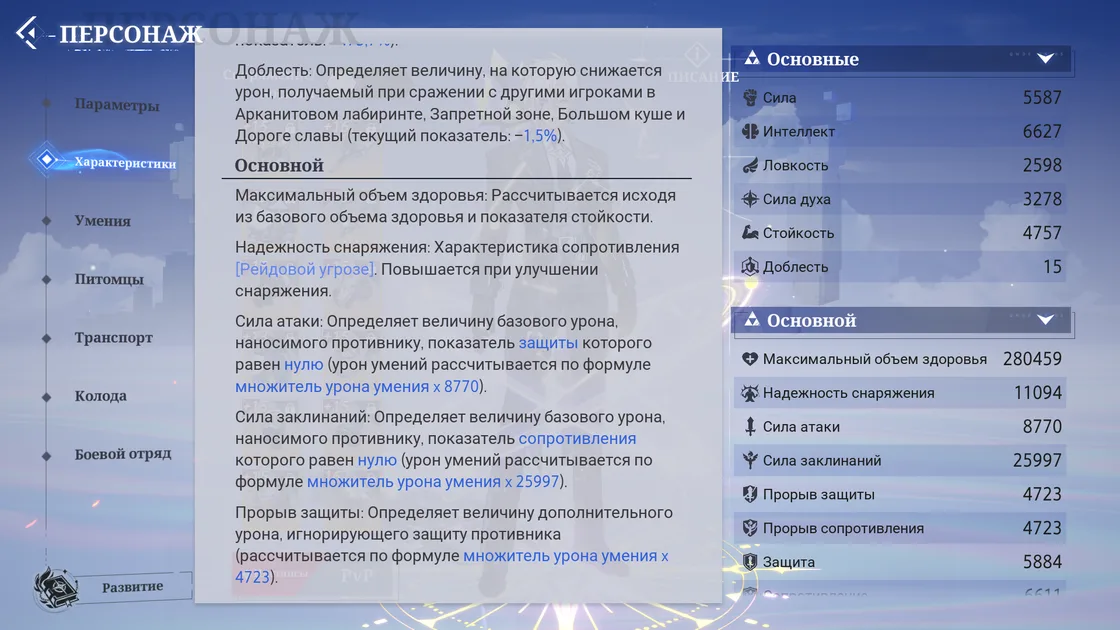 ПЕРСОНАЖ
Параметры
Характеристики
Умения
Питомцы
Транспорт
Колода
Боевой отряд
Развитие
Доблесть: Определяет величину, на которую снижается
урон, получаемый при сражении с другими игроками в
Арканитовом лабиринте, Запретной зоне, Большом куше и
Дороге славы (текущий показатель: –1,5%).
Основной
Максимальный объем здоровья: Рассчитывается исходя
из базового объема здоровья и показателя стойкости.
Надежность снаряжения: Характеристика сопротивления
[Рейдовой угрозе]. Повышается при улучшении
снаряжения.
Сила атаки: Определяет величину базового урона,
наносимого противнику, показатель защиты которого
равен нулю (урон умений рассчитывается по формуле
множитель урона умения x 8770).
Сила заклинаний: Определяет величину базового урона,
наносимого противнику, показатель сопротивления
которого равен нулю (урон умений рассчитывается по
формуле множитель урона умения x 25997).
Прорыв защиты: Определяет величину дополнительного
урона, игнорирующего защиту противника
(рассчитывается по формуле множитель урона умения x
4723).
Основные
Сила 5587
Интеллект 6627
Ловкость 2598
Сила духа 3278
Стойкость 4757
Доблесть 15
Основной
Максимальный объем здоровья 280459
Надежность снаряжения 11094
Сила атаки 8770
Сила заклинаний 25997
Прорыв защиты 4723
Прорыв сопротивления 4723
Защита 5884